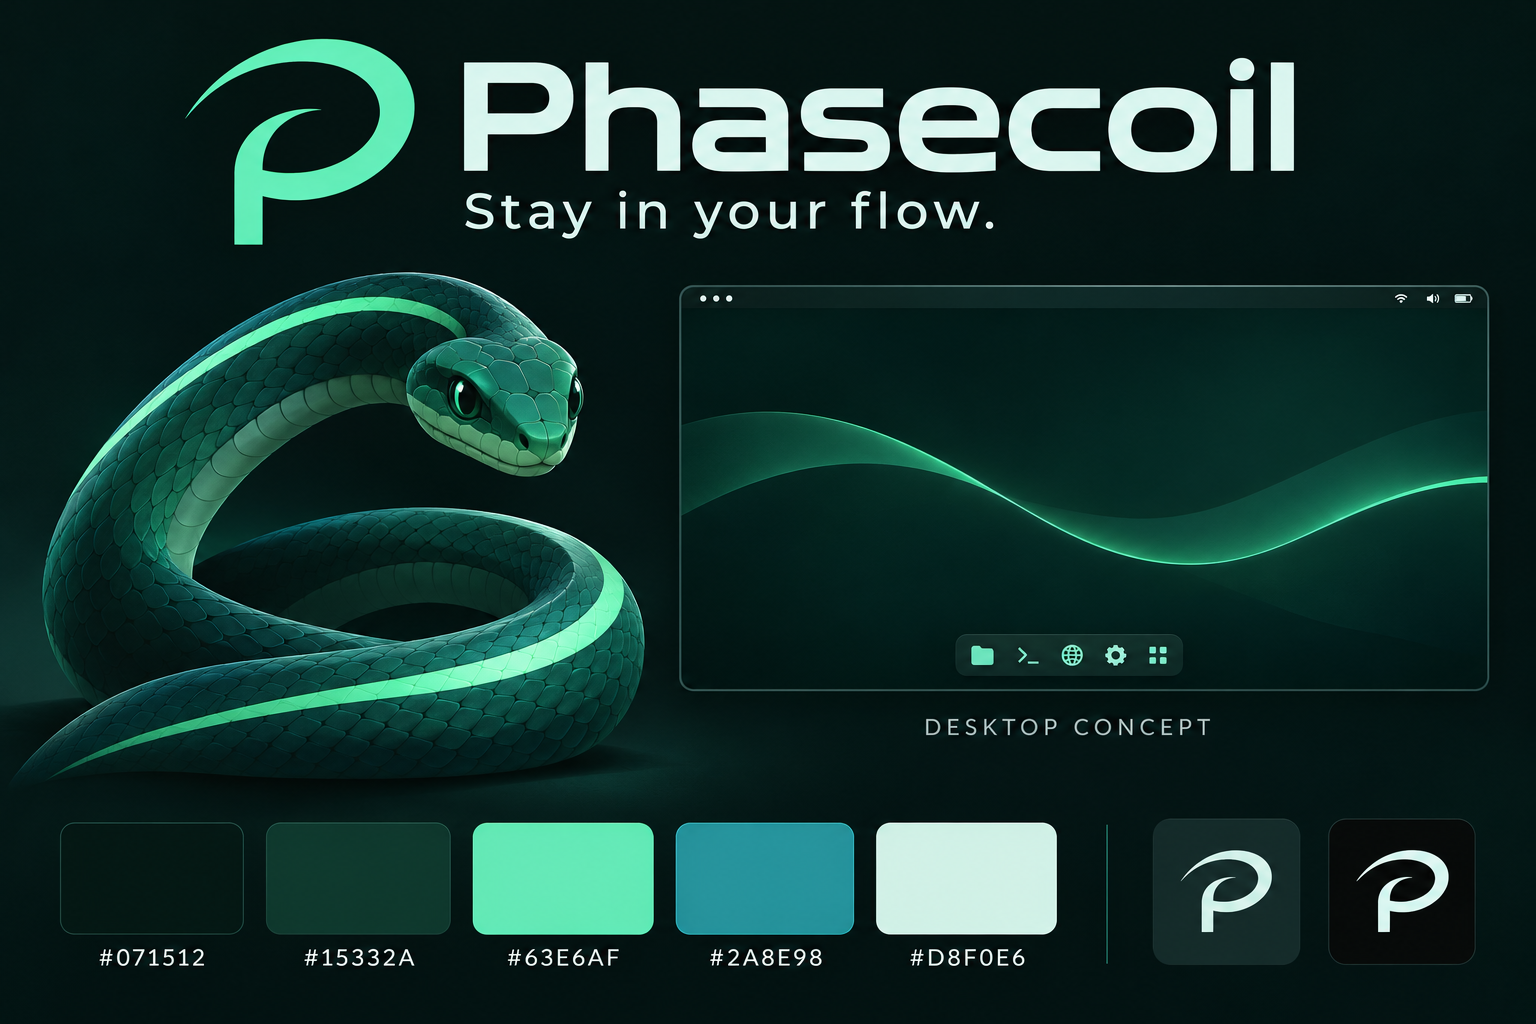 Phasecoil
Stay in your flow.
DESKTOP CONCEPT
#071512
#15332A
#63E6AF
#2A8E98
#D8F0E6